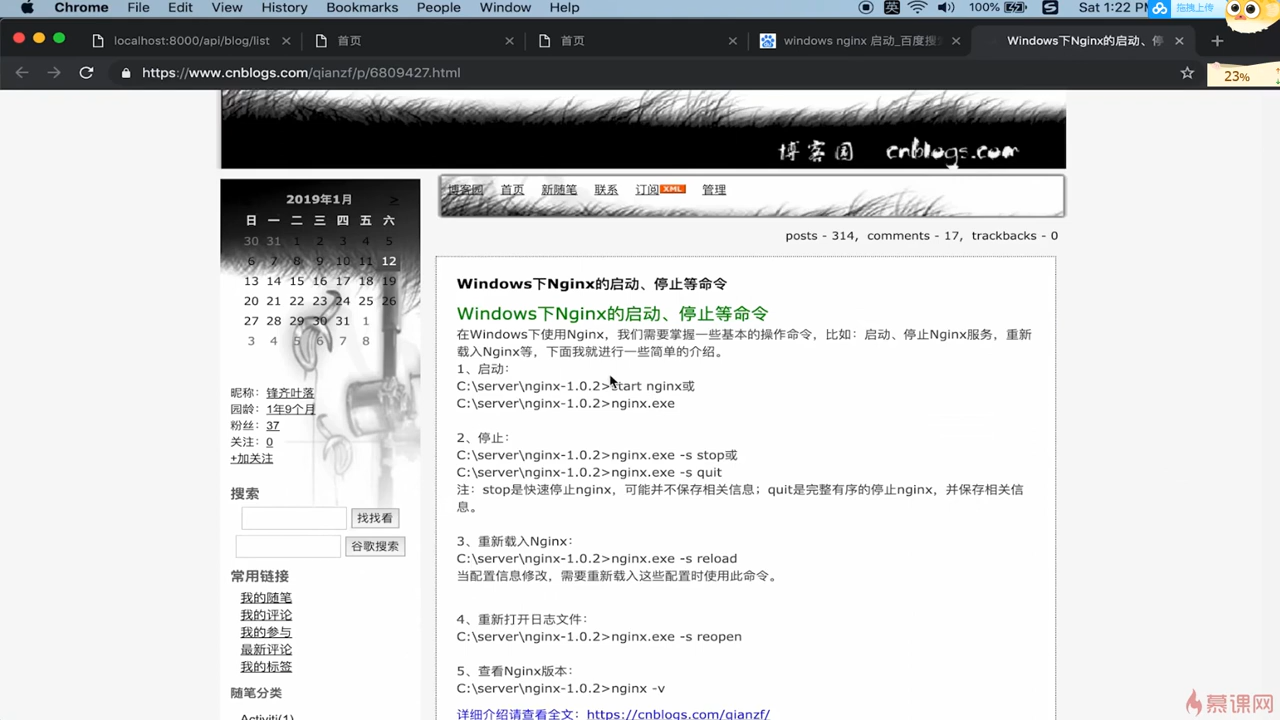 Chrome File Edit View History Bookmarks People Window Help 英 100% Sat 1:22 PM 拖拽上传
localhost:8000/api/blog/list 首页 首页 windows nginx 启动_百度搜 Windows下Nginx的启动、停
https://www.cnblogs.com/qianzf/p/6809427.html 23%
博客园 cnblogs.com
博客园 首页 新随笔 联系 订阅 XML 管理
posts - 314, comments - 17, trackbacks - 0
2019年1月 >
日 一 二 三 四 五 六
30 31 1 2 3 4 5
6 7 8 9 10 11 12
13 14 15 16 17 18 19
20 21 22 23 24 25 26
27 28 29 30 31 1 2
3 4 5 6 7 8
昵称：锋齐叶落
园龄：1年9个月
粉丝：37
关注：0
+加关注
搜索
找找看
谷歌搜索
常用链接
我的随笔
我的评论
我的参与
最新评论
我的标签
随笔分类
Activiti(1)
Windows下Nginx的启动、停止等命令
Windows下Nginx的启动、停止等命令
在Windows下使用Nginx，我们需要掌握一些基本的操作命令，比如：启动、停止Nginx服务，重新
载入Nginx等，下面我就进行一些简单的介绍。
1、启动：
C:\server\nginx-1.0.2>start nginx或
C:\server\nginx-1.0.2>nginx.exe
2、停止：
C:\server\nginx-1.0.2>nginx.exe -s stop或
C:\server\nginx-1.0.2>nginx.exe -s quit
注：stop是快速停止nginx，可能并不保存相关信息；quit是完整有序的停止nginx，并保存相关信
息。
3、重新载入Nginx：
C:\server\nginx-1.0.2>nginx.exe -s reload
当配置信息修改，需要重新载入这些配置时使用此命令。
4、重新打开日志文件：
C:\server\nginx-1.0.2>nginx.exe -s reopen
5、查看Nginx版本：
C:\server\nginx-1.0.2>nginx -v
详细介绍请查看全文：https://cnblogs.com/qianzf/
慕课网